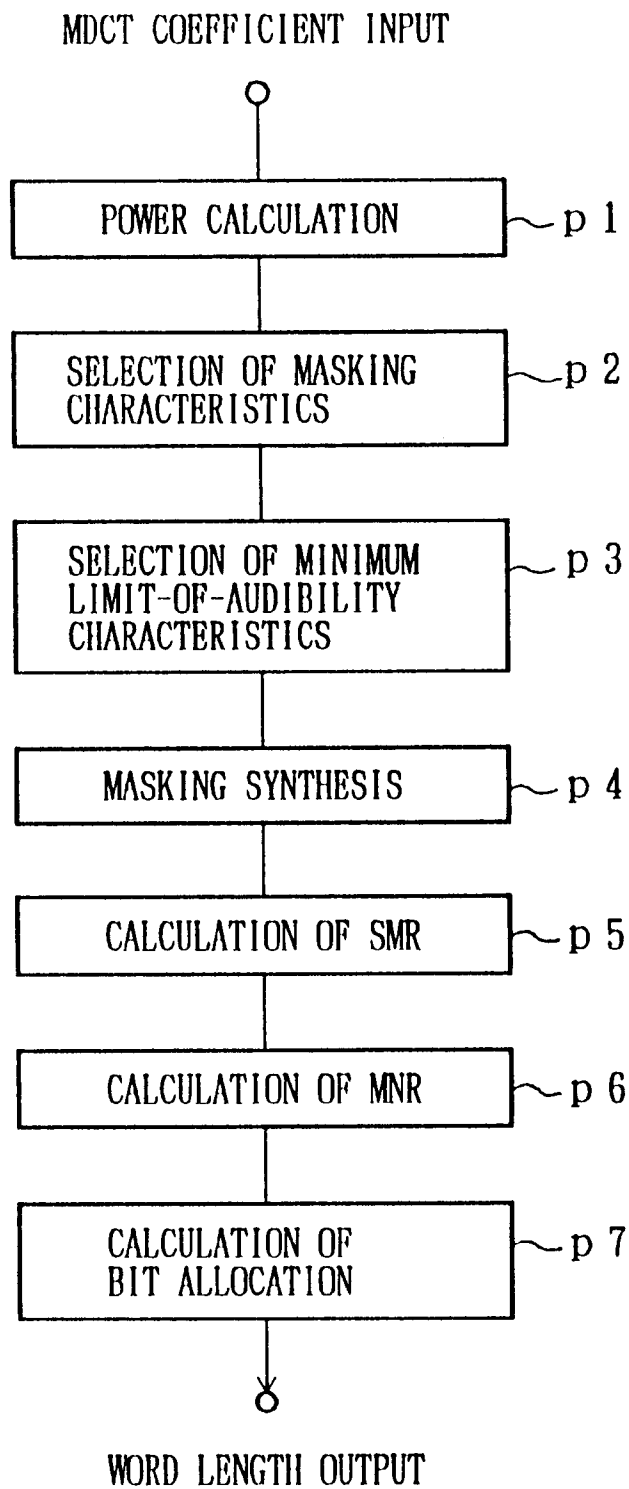 MDCT COEFFICIENT INPUT
POWER CALCULATION
p 1
SELECTION OF MASKING
CHARACTERISTICS
p 2
SELECTION OF MINIMUM
LIMIT-OF-AUDIBILITY
CHARACTERISTICS
p 3
MASKING SYNTHESIS
p 4
CALCULATION OF SMR
p 5
CALCULATION OF MNR
p 6
CALCULATION OF
BIT ALLOCATION
p 7
WORD LENGTH OUTPUT